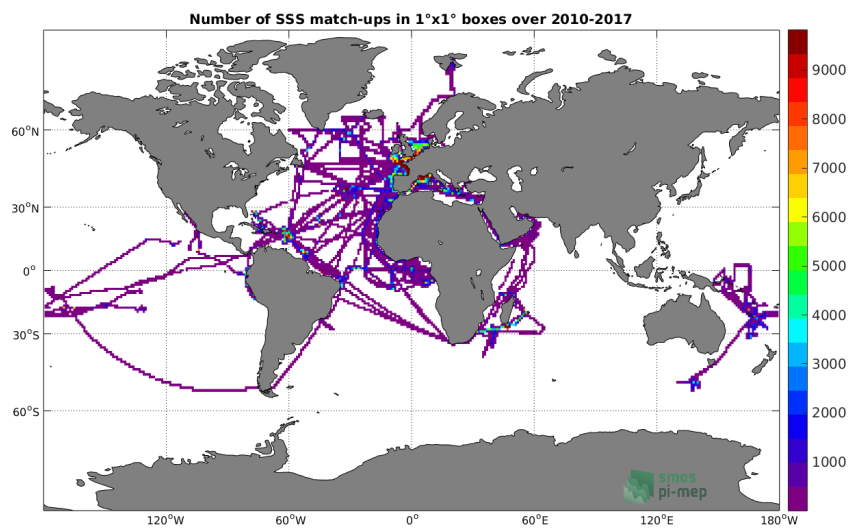 Number of SSS match-ups in 1°x1° boxes over 2010-2017
9000
8000
7000
6000
5000
4000
3000
2000
1000
60°N
30°N
0°
30°S
60°S
120°W
60°W
0°
60°E
120°E
180°W
smos
pi-mep